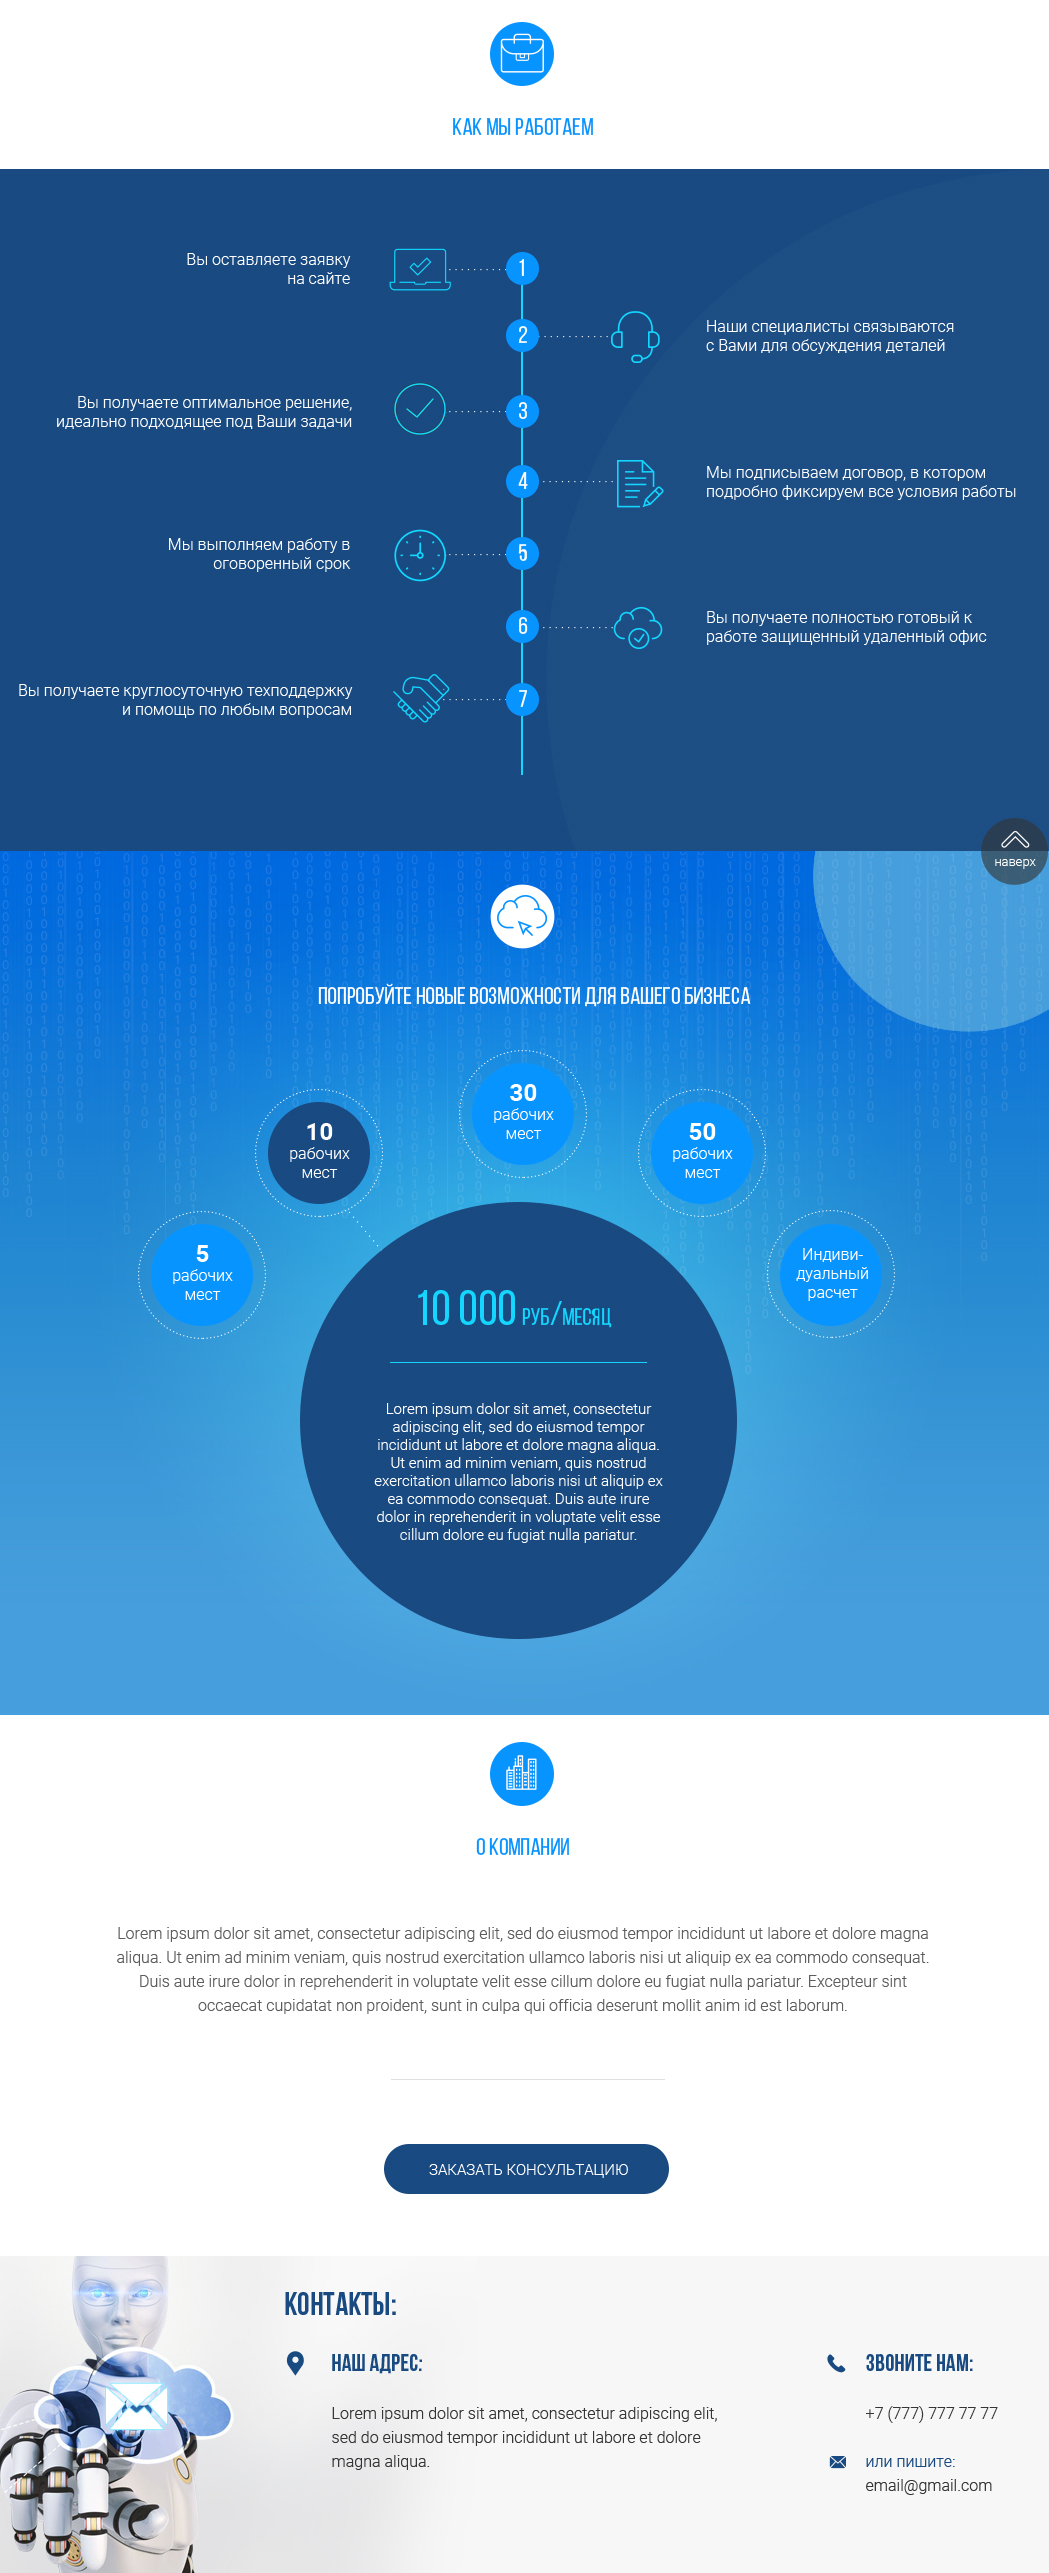 КАК МЫ РАБОТАЕМ
Вы оставляете заявку
на сайте
1
2
Наши специалисты связываются
с Вами для обсуждения деталей
Вы получаете оптимальное решение,
идеально подходящее под Ваши задачи
3
4
Мы подписываем договор, в котором
подробно фиксируем все условия работы
Мы выполняем работу в
оговоренный срок
5
6
Вы получаете полностью готовый к
работе защищенный удаленный офис
Вы получаете круглосуточную техподдержку
и помощь по любым вопросам
7
наверх
ПОПРОБУЙТЕ НОВЫЕ ВОЗМОЖНОСТИ ДЛЯ ВАШЕГО БИЗНЕСА
5
рабочих
мест
10
рабочих
мест
30
рабочих
мест
50
рабочих
мест
Индиви-
дуальный
расчет
10 000 РУБ/МЕСЯЦ
Lorem ipsum dolor sit amet, consectetur
adipiscing elit, sed do eiusmod tempor
incididunt ut labore et dolore magna aliqua.
Ut enim ad minim veniam, quis nostrud
exercitation ullamco laboris nisi ut aliquip ex
ea commodo consequat. Duis aute irure
dolor in reprehenderit in voluptate velit esse
cillum dolore eu fugiat nulla pariatur.
О КОМПАНИИ
Lorem ipsum dolor sit amet, consectetur adipiscing elit, sed do eiusmod tempor incididunt ut labore et dolore magna
aliqua. Ut enim ad minim veniam, quis nostrud exercitation ullamco laboris nisi ut aliquip ex ea commodo consequat.
Duis aute irure dolor in reprehenderit in voluptate velit esse cillum dolore eu fugiat nulla pariatur. Excepteur sint
occaecat cupidatat non proident, sunt in culpa qui officia deserunt mollit anim id est laborum.
ЗАКАЗАТЬ КОНСУЛЬТАЦИЮ
КОНТАКТЫ:
НАШ АДРЕС:
Lorem ipsum dolor sit amet, consectetur adipiscing elit,
sed do eiusmod tempor incididunt ut labore et dolore
magna aliqua.
ЗВОНИТЕ НАМ:
+7 (777) 777 77 77
или пишите:
email@gmail.com